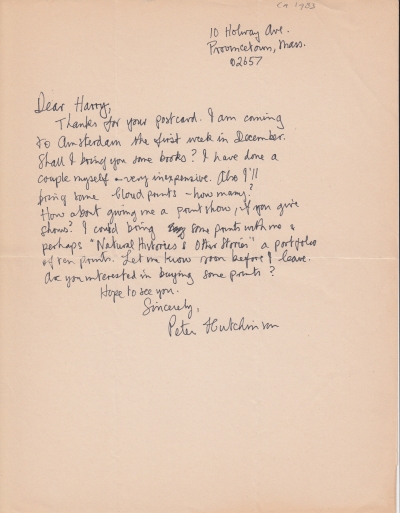 ca 1983
10 Holway Ave.
Provincetown, Mass.
02657
Dear Harry,
Thanks for your postcard. I am coming
to Amsterdam the first week in December.
Shall I bring you some books? I have done a
couple myself - very inexpensive. Also I'll
bring some cloud prints - how many?
How about giving me a print show, if you give
shows? I could bring some prints with me &
perhaps "Natural Histories & Other Stories" a portfolio
of ten prints. Let me know soon before I leave.
Are you interested in buying some prints?
Hope to see you.
Sincerely,
Peter Hutchinson